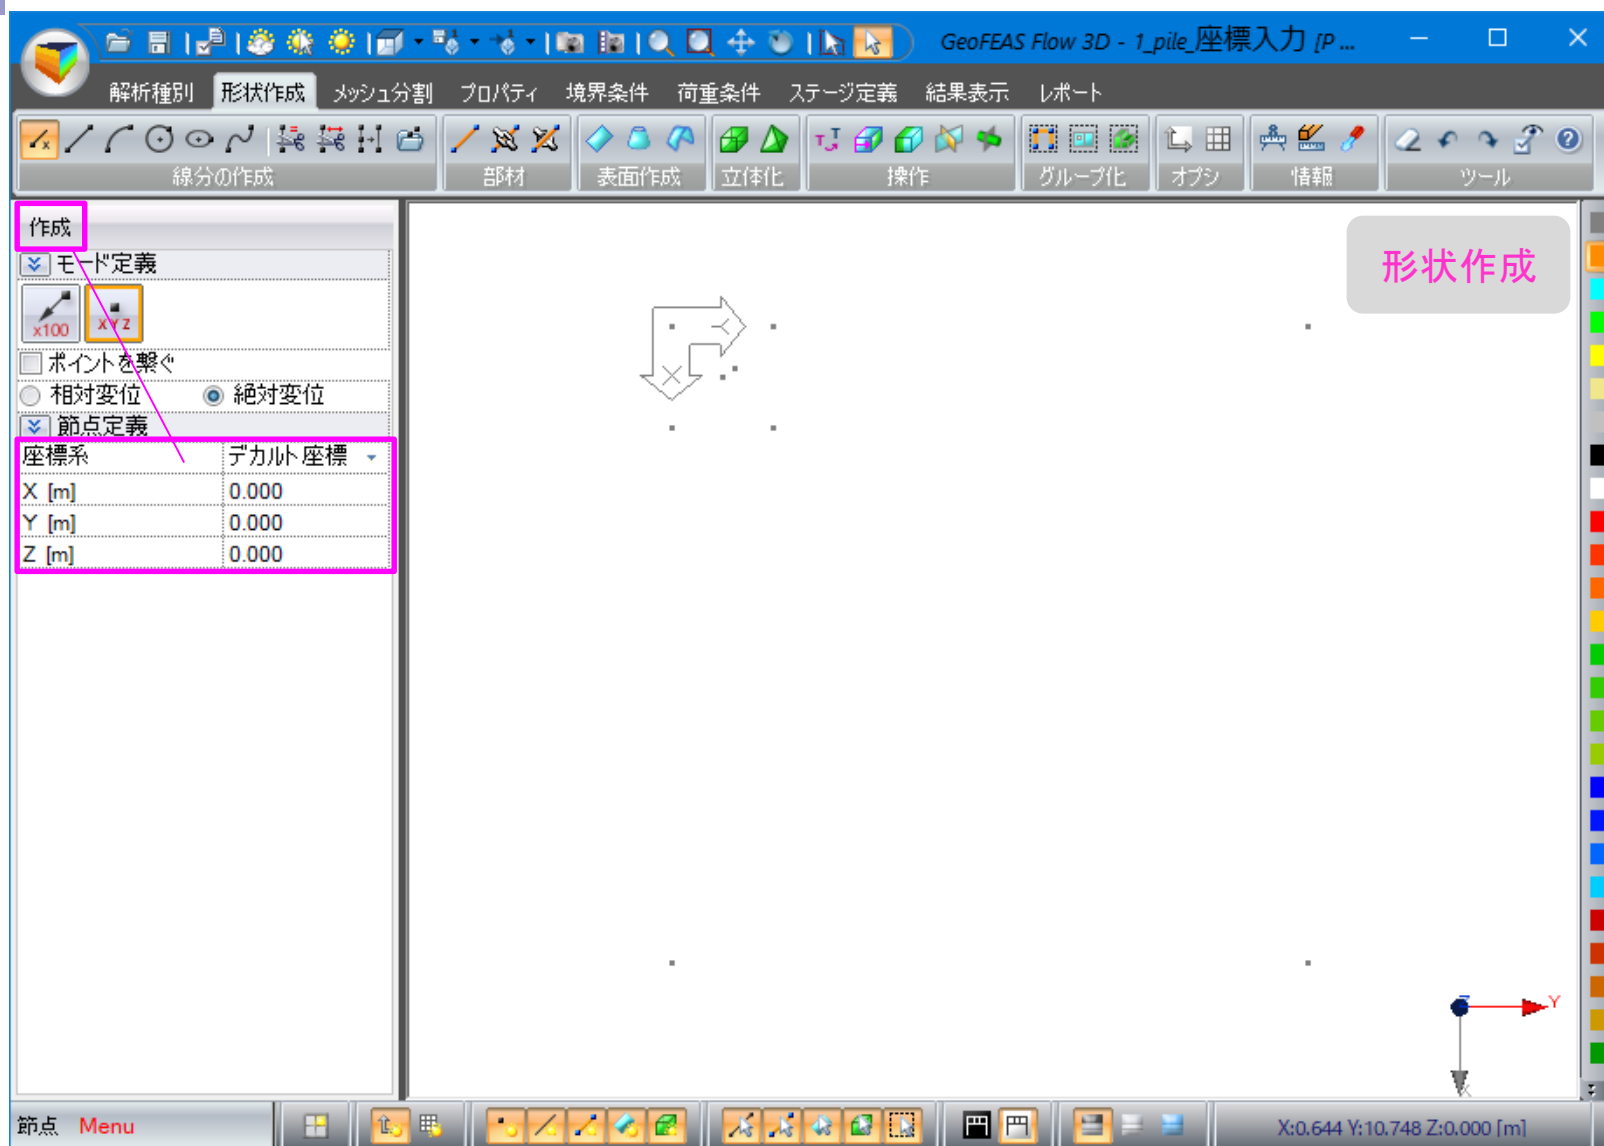 GeoFEAS Flow 3D - 1_pile_座標入力 [P ...
解析種別 形状作成 メッシュ分割 プロパティ 境界条件 荷重条件 ステージ定義 結果表示 レポート
線分の作成 部材 表面作成 立体化 操作 グループ化 オプシ 情報 ツール
作成
形状作成
モード定義
x100 XYZ
ポイントを繋ぐ
相対変位 絶対変位
節点定義
座標系 デカルト座標
X [m] 0.000
Y [m] 0.000
Z [m] 0.000
Y
X
Z
Y
X
節点 Menu
X:0.644 Y:10.748 Z:0.000 [m]